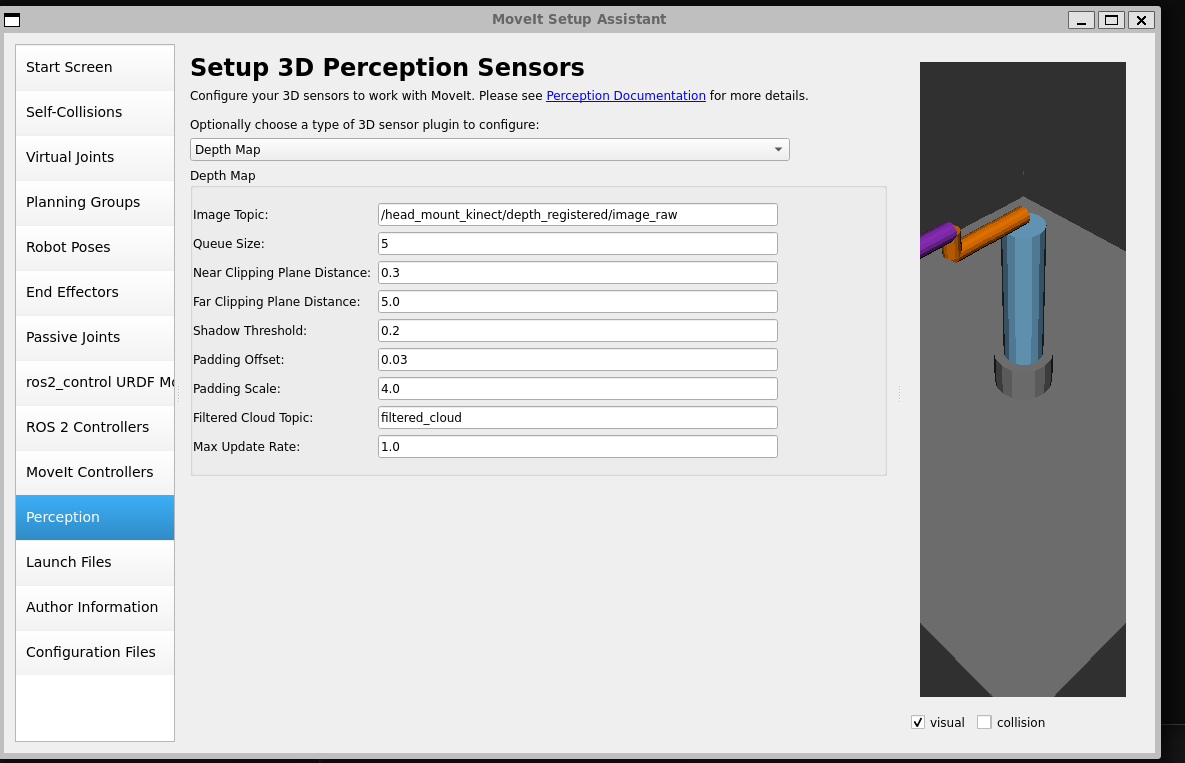 MoveIt Setup Assistant
Start Screen
Self-Collisions
Virtual Joints
Planning Groups
Robot Poses
End Effectors
Passive Joints
ros2_control URDF Mo
ROS 2 Controllers
MoveIt Controllers
Perception
Launch Files
Author Information
Configuration Files
Setup 3D Perception Sensors
Configure your 3D sensors to work with MoveIt. Please see Perception Documentation for more details.
Optionally choose a type of 3D sensor plugin to configure:
Depth Map
Depth Map
Image Topic: /head_mount_kinect/depth_registered/image_raw
Queue Size: 5
Near Clipping Plane Distance: 0.3
Far Clipping Plane Distance: 5.0
Shadow Threshold: 0.2
Padding Offset: 0.03
Padding Scale: 4.0
Filtered Cloud Topic: filtered_cloud
Max Update Rate: 1.0
visual collision